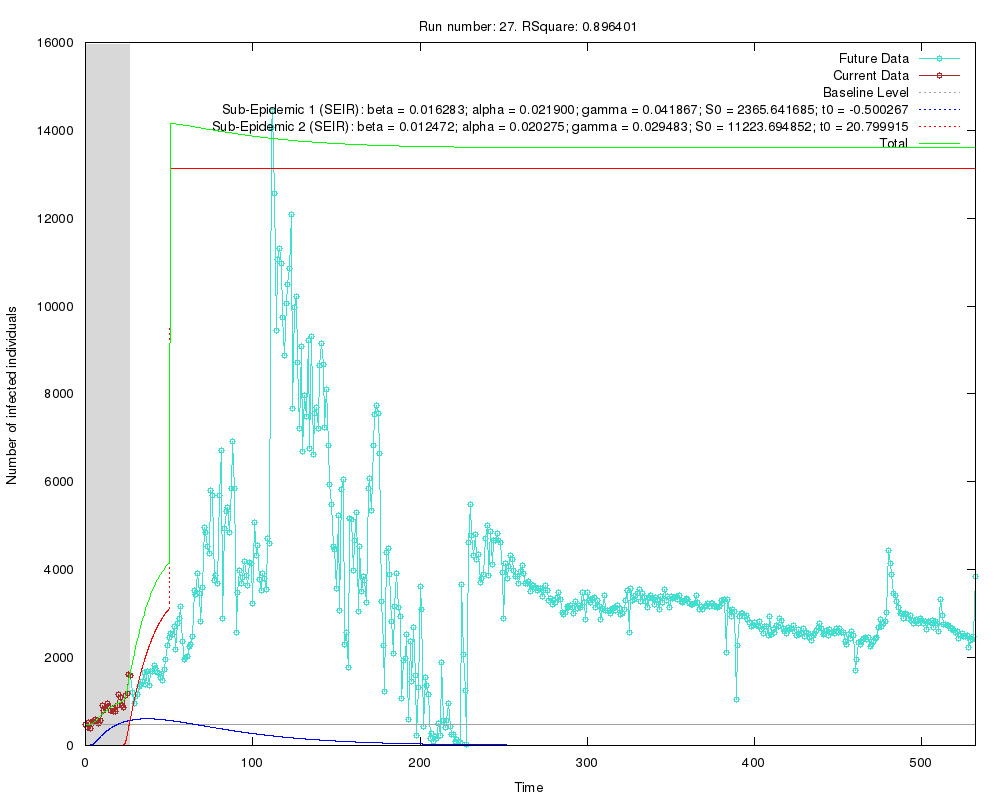 Run number: 27. RSquare: 0.896401
Future Data
Current Data
Baseline Level
Sub-Epidemic 1 (SEIR): beta = 0.016283; alpha = 0.021900; gamma = 0.041867; S0 = 2365.641685; t0 = -0.500267
Sub-Epidemic 2 (SEIR): beta = 0.012472; alpha = 0.020275; gamma = 0.029483; S0 = 11223.694852; t0 = 20.799915
Total
16000
14000
12000
10000
8000
6000
4000
2000
0
Number of infected individuals
0 100 200 300 400 500
Time